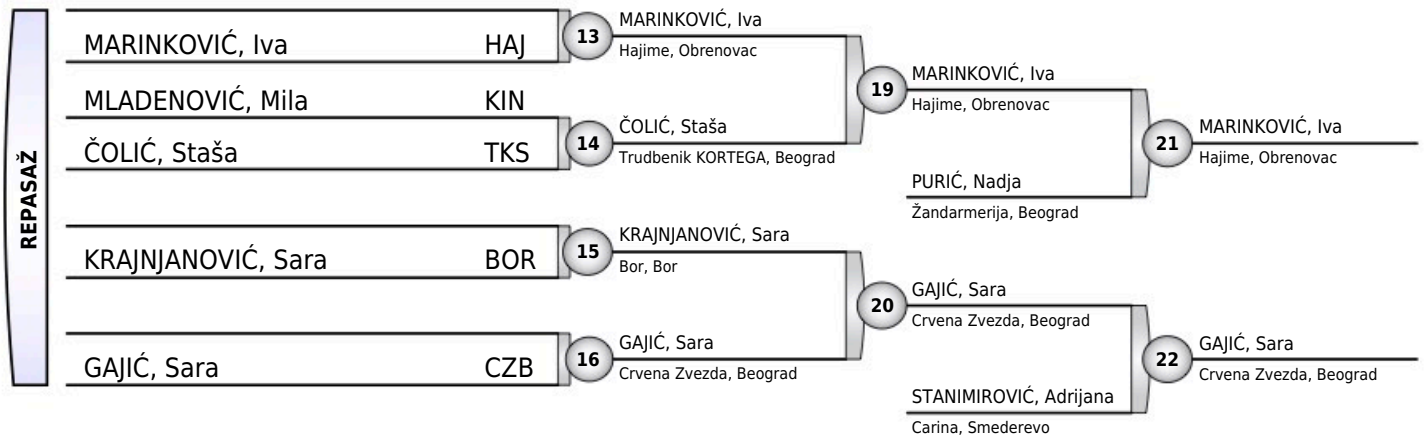 REPASAŽ
MARINKOVIĆ, Iva HAJ
MLADENOVIĆ, Mila KIN
ČOLIĆ, Staša TKS
KRAJNJANOVIĆ, Sara BOR
GAJIĆ, Sara CZB
13
14
15
16
MARINKOVIĆ, Iva
Hajime, Obrenovac
ČOLIĆ, Staša
Trudbenik KORTEGA, Beograd
KRAJNJANOVIĆ, Sara
Bor, Bor
GAJIĆ, Sara
Crvena Zvezda, Beograd
19
20
MARINKOVIĆ, Iva
Hajime, Obrenovac
PURIĆ, Nadja
Žandarmerija, Beograd
GAJIĆ, Sara
Crvena Zvezda, Beograd
STANIMIROVIĆ, Adrijana
Carina, Smederevo
21
22
MARINKOVIĆ, Iva
Hajime, Obrenovac
GAJIĆ, Sara
Crvena Zvezda, Beograd